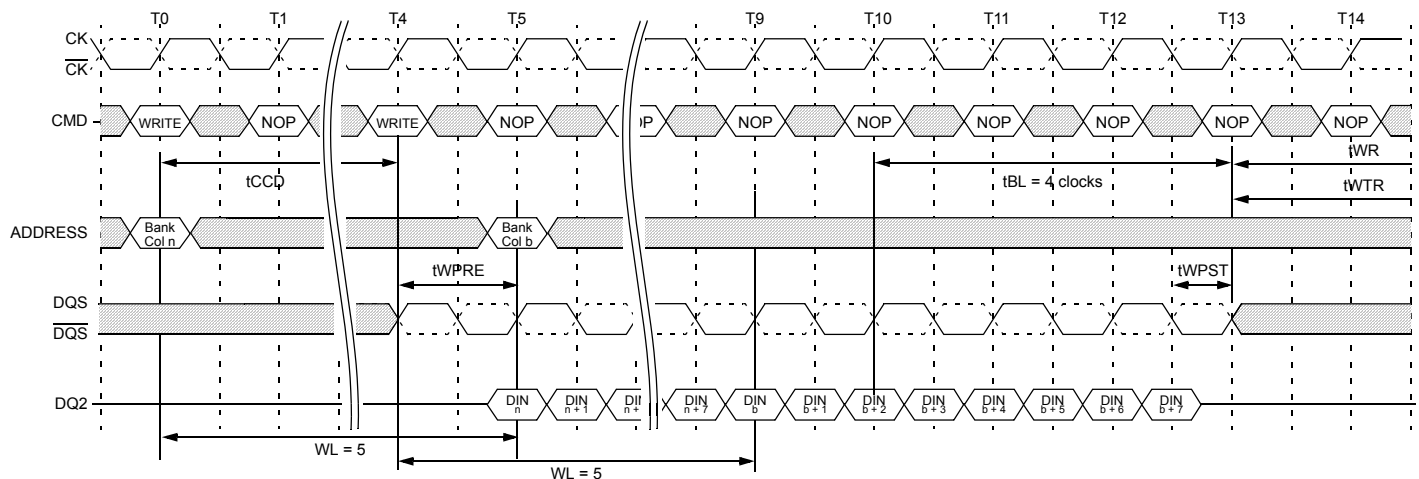 T0 T1 T4 T5 T9 T10 T11 T12 T13 T14
CK
CK
CMD WRITE NOP WRITE NOP OP NOP NOP NOP NOP NOP NOP
tCCD tBL = 4 clocks tWR
tWTR
ADDRESS Bank Col n Bank Col b
tWPRE tWPST
DQS
DQS
DQ2 DIN n DIN n + 1 DIN n + DIN n + 7 DIN b DIN b + 1 DIN b + 2 DIN b + 3 DIN b + 4 DIN b + 5 DIN b + 6 DIN b + 7
WL = 5
WL = 5